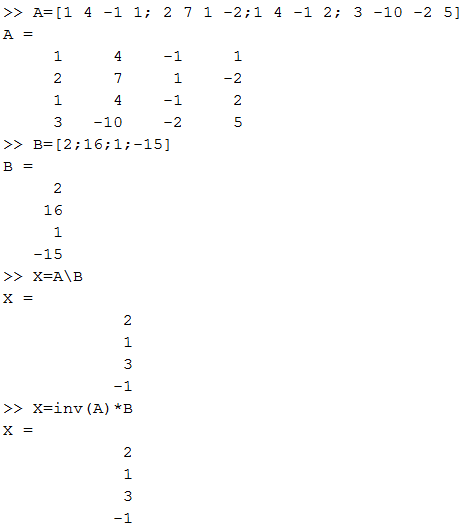 >> A=[1 4 -1 1; 2 7 1 -2;1 4 -1 2; 3 -10 -2 5]
A =
1 4 -1 1
2 7 1 -2
1 4 -1 2
3 -10 -2 5
>> B=[2;16;1;-15]
B =
2
16
1
-15
>> X=A\B
X =
2
1
3
-1
>> X=inv(A)*B
X =
2
1
3
-1